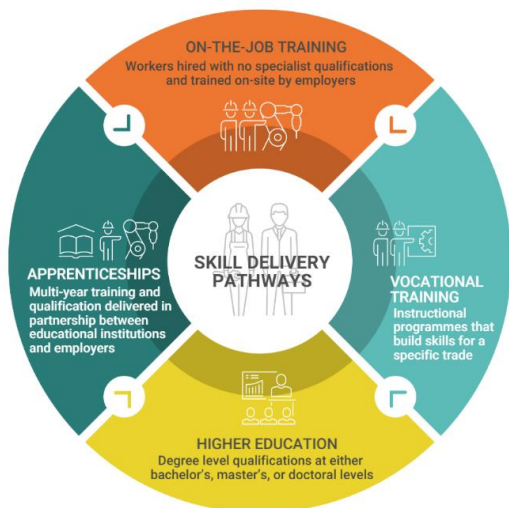 ON-THE-JOB TRAINING
Workers hired with no specialist qualifications
and trained on-site by employers
SKILL DELIVERY
PATHWAYS
APPRENTICESHIPS
Multi-year training and
qualification delivered in
partnership between
educational institutions
and employers
VOCATIONAL
TRAINING
Instructional
programmes that
build skills for a
specific trade
HIGHER EDUCATION
Degree level qualifications at either
bachelor's, master's, or doctoral levels